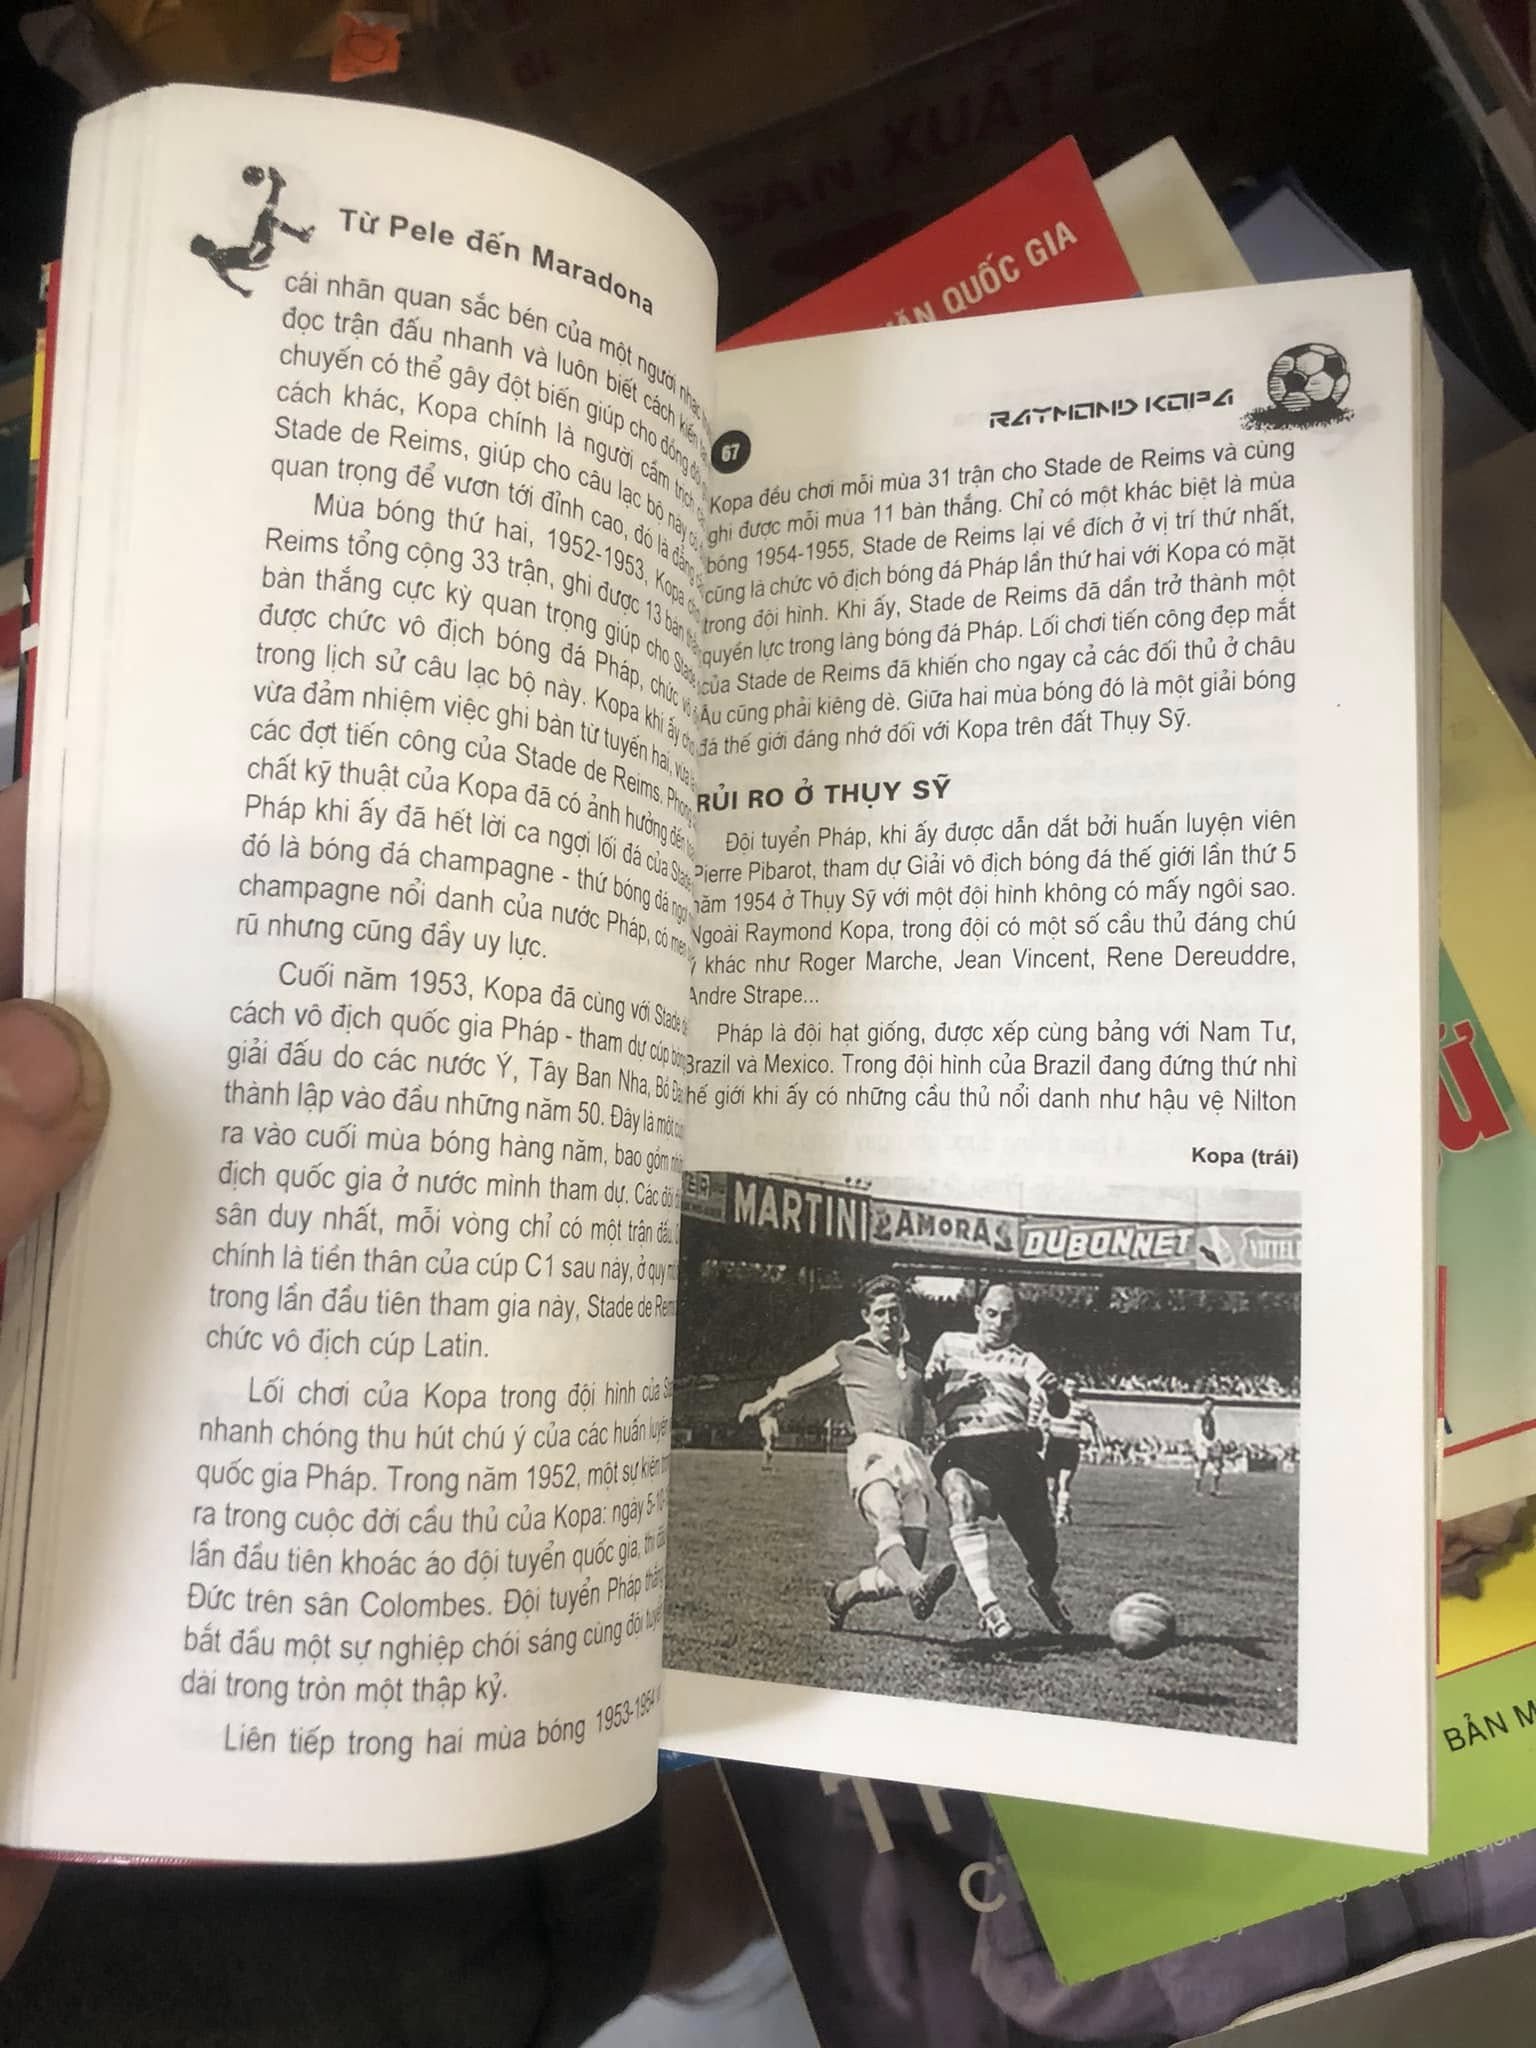 Từ Pele đến Maradona
cái nhãn quan sắc bén của một người nhạc
đọc trận đấu nhanh và luôn biết cách kiến
chuyến có thể gây đột biến giúp cho đồng đội
cách khác, Kopa chính là người cầm trịch
Stade de Reims, giúp cho câu lạc bộ này có
quan trọng để vươn tới đỉnh cao, đó là đẳng
Mùa bóng thứ hai, 1952-1953, Kopa
Reims tổng cộng 33 trận, ghi được 13 bàn
bàn thắng cực kỳ quan trọng giúp cho Stade
được chức vô địch bóng đá Pháp, chức vô
trong lịch sử câu lạc bộ này. Kopa khi ấy
vừa đảm nhiệm việc ghi bàn từ tuyến hai, vừa
các đợt tiến công của Stade de Reims. Phong
chất kỹ thuật của Kopa đã có ảnh hưởng đến
Pháp khi ấy đã hết lời ca ngợi lối đá của Stade
đó là bóng đá champagne - thứ bóng đá
champagne nổi danh của nước Pháp, có men
rũ nhưng cũng đầy uy lực.
Cuối năm 1953, Kopa đã cùng với Stade de
cách vô địch quốc gia Pháp - tham dự cúp
giải đấu do các nước Ý, Tây Ban Nha, Bồ Đào
thành lập vào đầu những năm 50. Đây là một
ra vào cuối mùa bóng hàng năm, bao gồm
địch quốc gia ở nước mình tham dự. Các đội
sân duy nhất, mỗi vòng chỉ có một trận đấu.
chính là tiền thân của cúp C1 sau này, ở quy
trong lần đầu tiên tham gia này, Stade de
chức vô địch cúp Latin.
Lối chơi của Kopa trong đội hình của
nhanh chóng thu hút chú ý của các huấn luyện
quốc gia Pháp. Trong năm 1952, một sự kiện
ra trong cuộc đời cầu thủ của Kopa: ngày 5-10-
lần đầu tiên khoác áo đội tuyển quốc gia, thi
Đức trên sân Colombes. Đội tuyển Pháp
bắt đầu một sự nghiệp chói sáng cùng đội
dài trong tròn một thập kỷ.
Liên tiếp trong hai mùa bóng 1953-1954
RAYMOND KOPA
67
Kopa đều chơi mỗi mùa 31 trận cho Stade de Reims và cùng
ghi được mỗi mùa 11 bàn thắng. Chỉ có một khác biệt là mùa
bóng 1954-1955, Stade de Reims lại về đích ở vị trí thứ nhất,
cũng là chức vô địch bóng đá Pháp lần thứ hai với Kopa có mặt
trong đội hình. Khi ấy, Stade de Reims đã dần trở thành một
quyền lực trong làng bóng đá Pháp. Lối chơi tiến công đẹp mắt
của Stade de Reims đã khiến cho ngay cả các đối thủ ở châu
Âu cũng phải kiêng dè. Giữa hai mùa bóng đó là một giải bóng
đá thế giới đáng nhớ đối với Kopa trên đất Thụy Sỹ.
RỦI RO Ở THỤY SỸ
Đội tuyển Pháp, khi ấy được dẫn dắt bởi huấn luyện viên
Pierre Pibarot, tham dự Giải vô địch bóng đá thế giới lần thứ 5
năm 1954 ở Thụy Sỹ với một đội hình không có mấy ngôi sao.
Ngoài Raymond Kopa, trong đội có một số cầu thủ đáng chú
ý khác như Roger Marche, Jean Vincent, Rene Dereuddre,
Andre Strape...
Pháp là đội hạt giống, được xếp cùng bảng với Nam Tư,
Brazil và Mexico. Trong đội hình của Brazil đang đứng thứ nhì
thế giới khi ấy có những cầu thủ nổi danh như hậu vệ Nilton
Kopa (trái)
MARTINI
AMORA
DUBONNET
VITTEL
SẢN XUẤT
VĂN QUỐC GIA
BẢN M